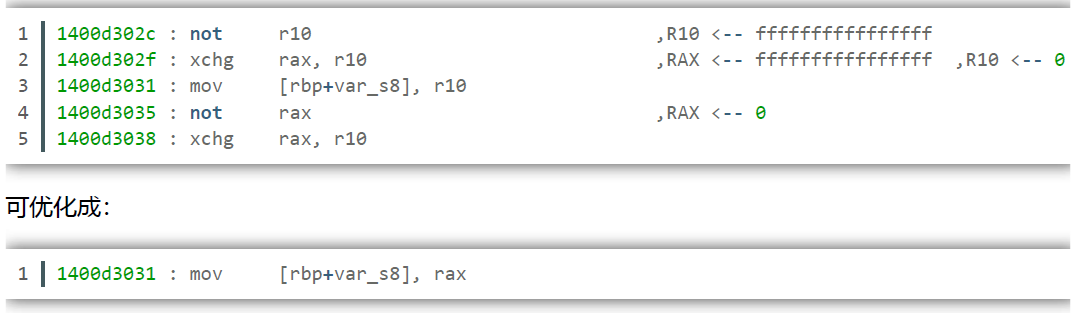 1 1400d302c : not r10 ,R10 <-- ffffffffffffffff
2 1400d302f : xchg rax, r10 ,RAX <-- ffffffffffffffff ,R10 <-- 0
3 1400d3031 : mov [rbp+var_s8], r10
4 1400d3035 : not rax ,RAX <-- 0
5 1400d3038 : xchg rax, r10
可优化成：
1 1400d3031 : mov [rbp+var_s8], rax